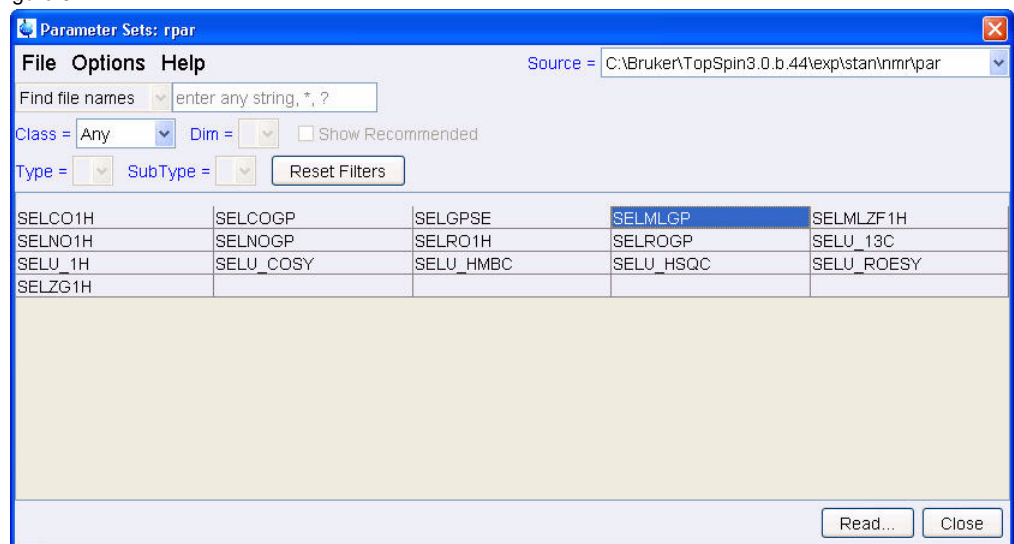 Parameter Sets: rpar
File Options Help Source = C:\Bruker\TopSpin3.0.b.44\exp\stan\nmr\par
Find file names enter any string, *, ?
Class = Any Dim = Show Recommended
Type = SubType = Reset Filters
SELCO1H SELCOGP SELGPSE SELMLGP SELMLZF1H
SELNO1H SELNOGP SELRO1H SELROGP SELU_13C
SELU_1H SELU_COSY SELU_HMBC SELU_HSQC SELU_ROESY
SELZG1H
Read... Close